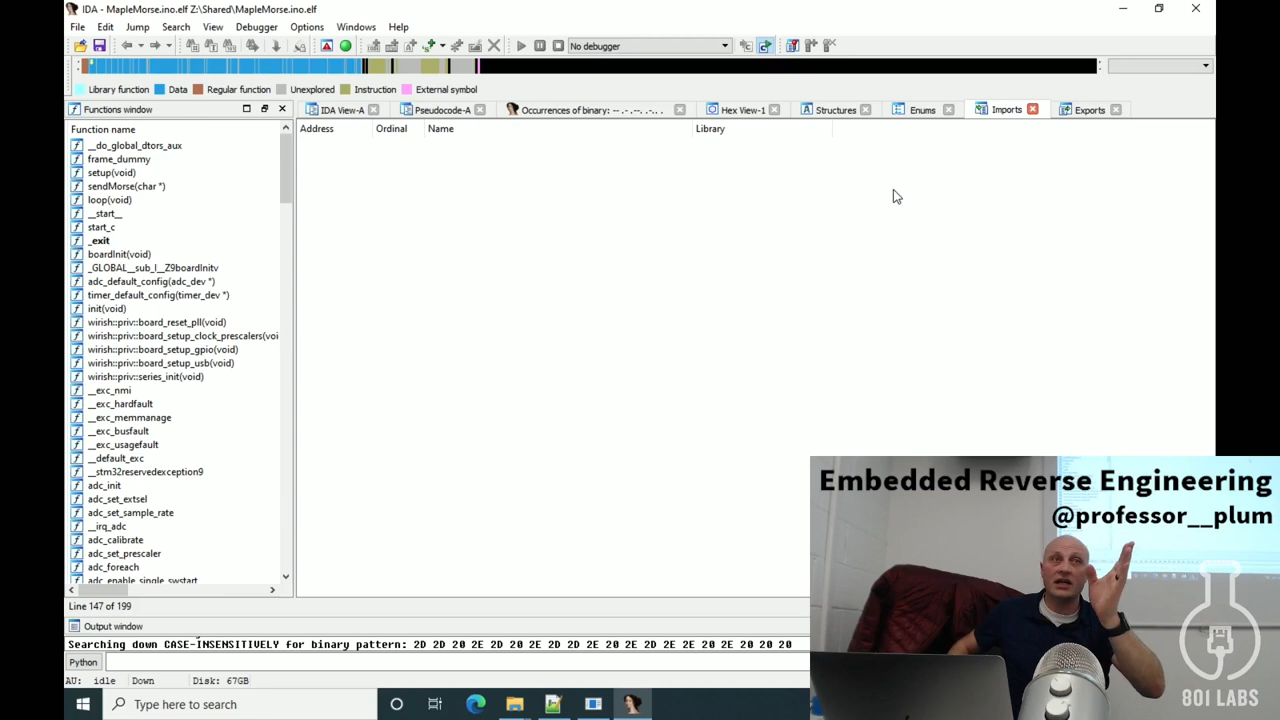 IDA - MapleMorse.ino.elf Z:\Shared\MapleMorse.ino.elf
File Edit Jump Search View Debugger Options Windows Help
No debugger
Library function Data Regular function Unexplored Instruction External symbol
Functions window
IDA View-A Pseudocode-A Occurrences of binary: -- .-.--. .-.-. . . Hex View-1 Structures Enums Imports Exports
Function name
Address Ordinal Name Library
__do_global_dtors_aux
frame_dummy
setup(void)
sendMorse(char *)
loop(void)
__start__
start_c
_exit
boardInit(void)
_GLOBAL__sub_I__Z9boardInitv
adc_default_config(adc_dev *)
timer_default_config(timer_dev *)
init(void)
wirish::priv::board_reset_pll(void)
wirish::priv::board_setup_clock_prescalers(voi
wirish::priv::board_setup_gpio(void)
wirish::priv::board_setup_usb(void)
wirish::priv::series_init(void)
__exc_nmi
__exc_hardfault
__exc_memmanage
__exc_busfault
__exc_usagefault
__default_exc
__stm32reservedexception9
adc_init
adc_set_extsel
adc_set_sample_rate
__irq_adc
adc_calibrate
adc_set_prescaler
adc_foreach
adc_enable_single_swstart
Line 147 of 199
Output window
Searching down CASE-INSENSITIVELY for binary pattern: 2D 2D 20 2E 2D 20 2E 2D 2D 2E 20 2E 2D 2E 2E 20 2E 20 20 20
Python
AU: idle Down Disk: 67GB
Type here to search
Embedded Reverse Engineering
@professor__plum
801 LABS